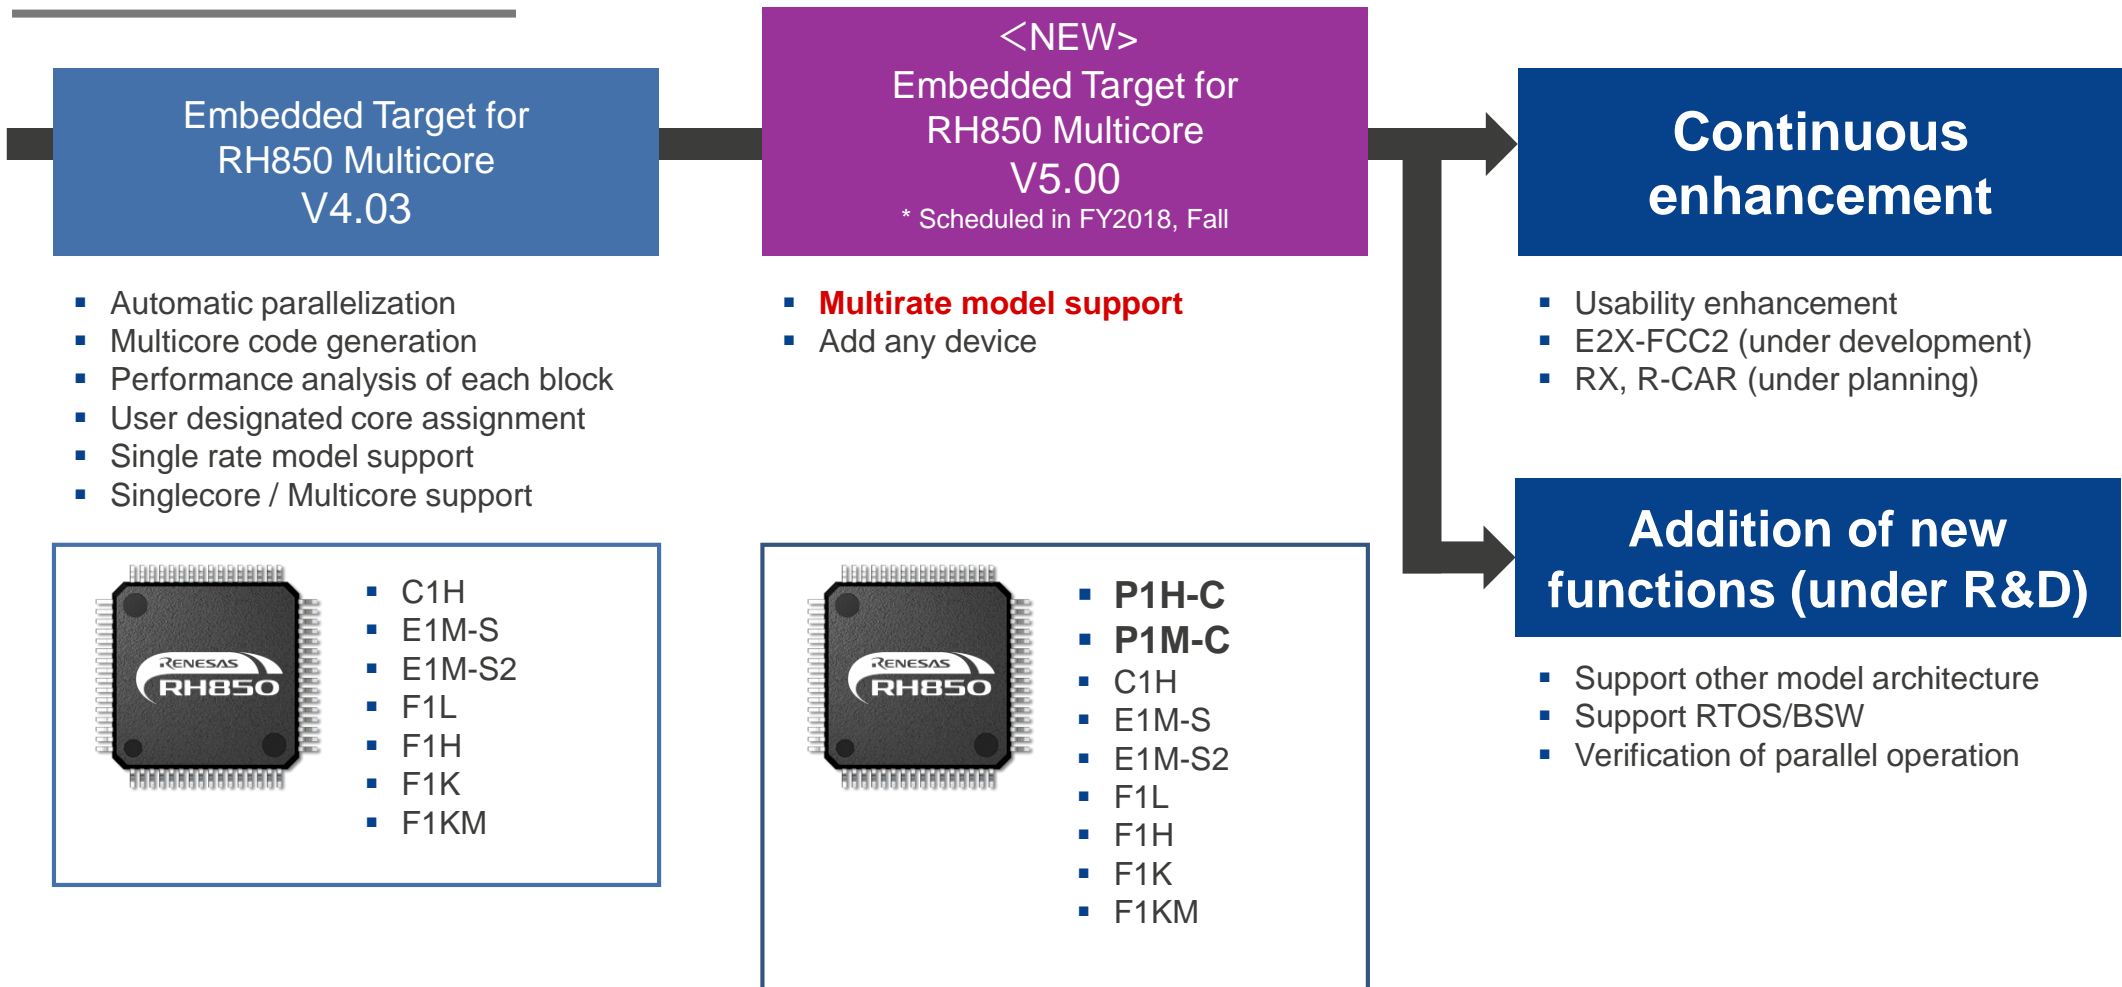 Embedded Target for
RH850 Multicore
V4.03
Automatic parallelization
Multicore code generation
Performance analysis of each block
User designated core assignment
Single rate model support
Singlecore / Multicore support
RENESAS
RH850
C1H
E1M-S
E1M-S2
F1L
F1H
F1K
F1KM
<NEW>
Embedded Target for
RH850 Multicore
V5.00
* Scheduled in FY2018, Fall
Multirate model support
Add any device
RENESAS
RH850
P1H-C
P1M-C
C1H
E1M-S
E1M-S2
F1L
F1H
F1K
F1KM
Continuous
enhancement
Usability enhancement
E2X-FCC2 (under development)
RX, R-CAR (under planning)
Addition of new
functions (under R&D)
Support other model architecture
Support RTOS/BSW
Verification of parallel operation